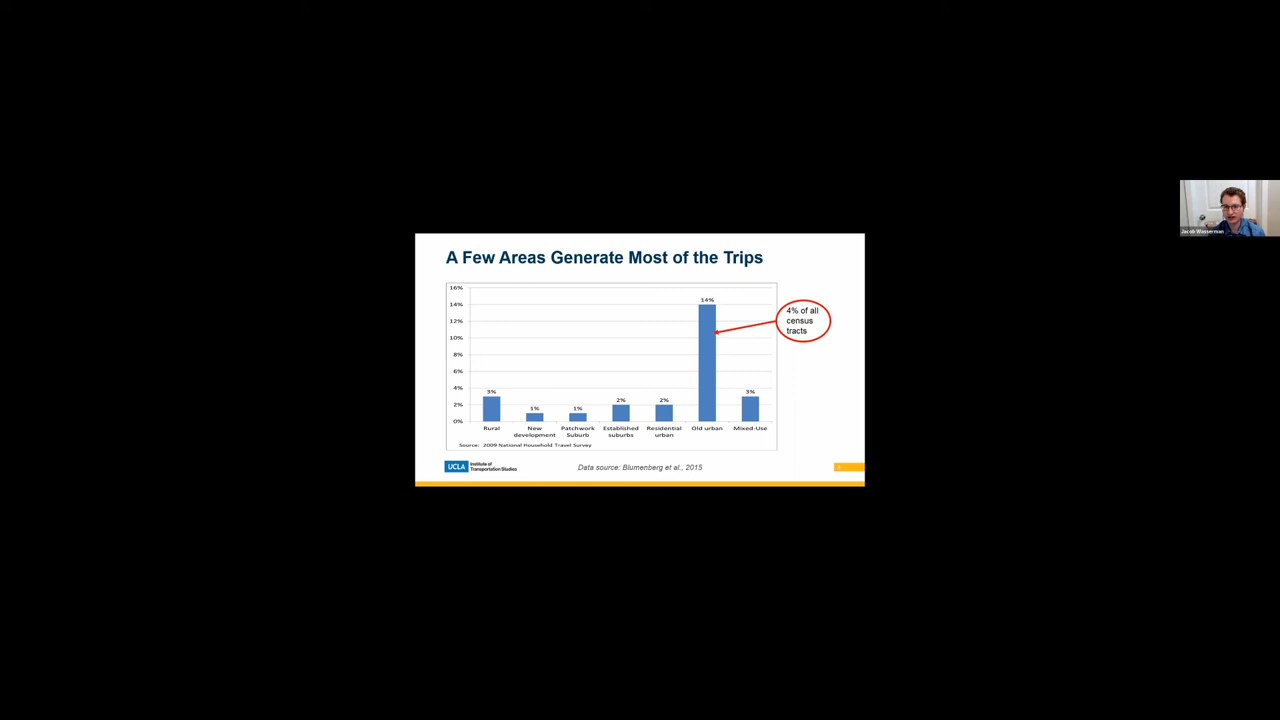 A Few Areas Generate Most of the Trips
16%
14%
12%
10%
8%
6%
4%
2%
0%
3%
1%
1%
2%
2%
14%
3%
4% of all
census
tracts
Rural
New
development
Patchwork
Suburb
Established
suburbs
Residential
urban
Old urban
Mixed-Use
Source: 2009 National Household Travel Survey
UCLA
Institute of
Transportation Studies
Data source: Blumenberg et al., 2015
Jacob Wasserman